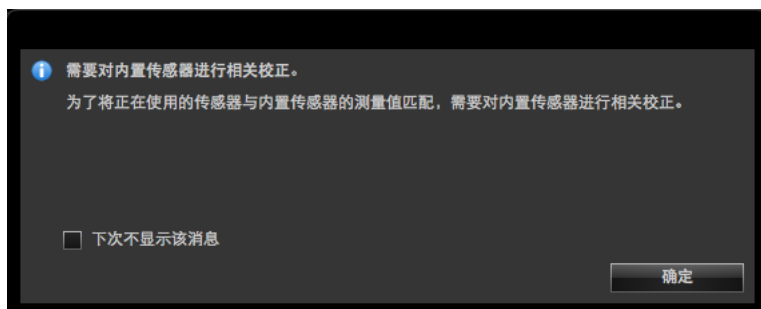 需要对内置传感器进行相关校正。
为了将正在使用的传感器与内置传感器的测量值匹配，需要对内置传感器进行相关校正。
下次不显示该消息
确定